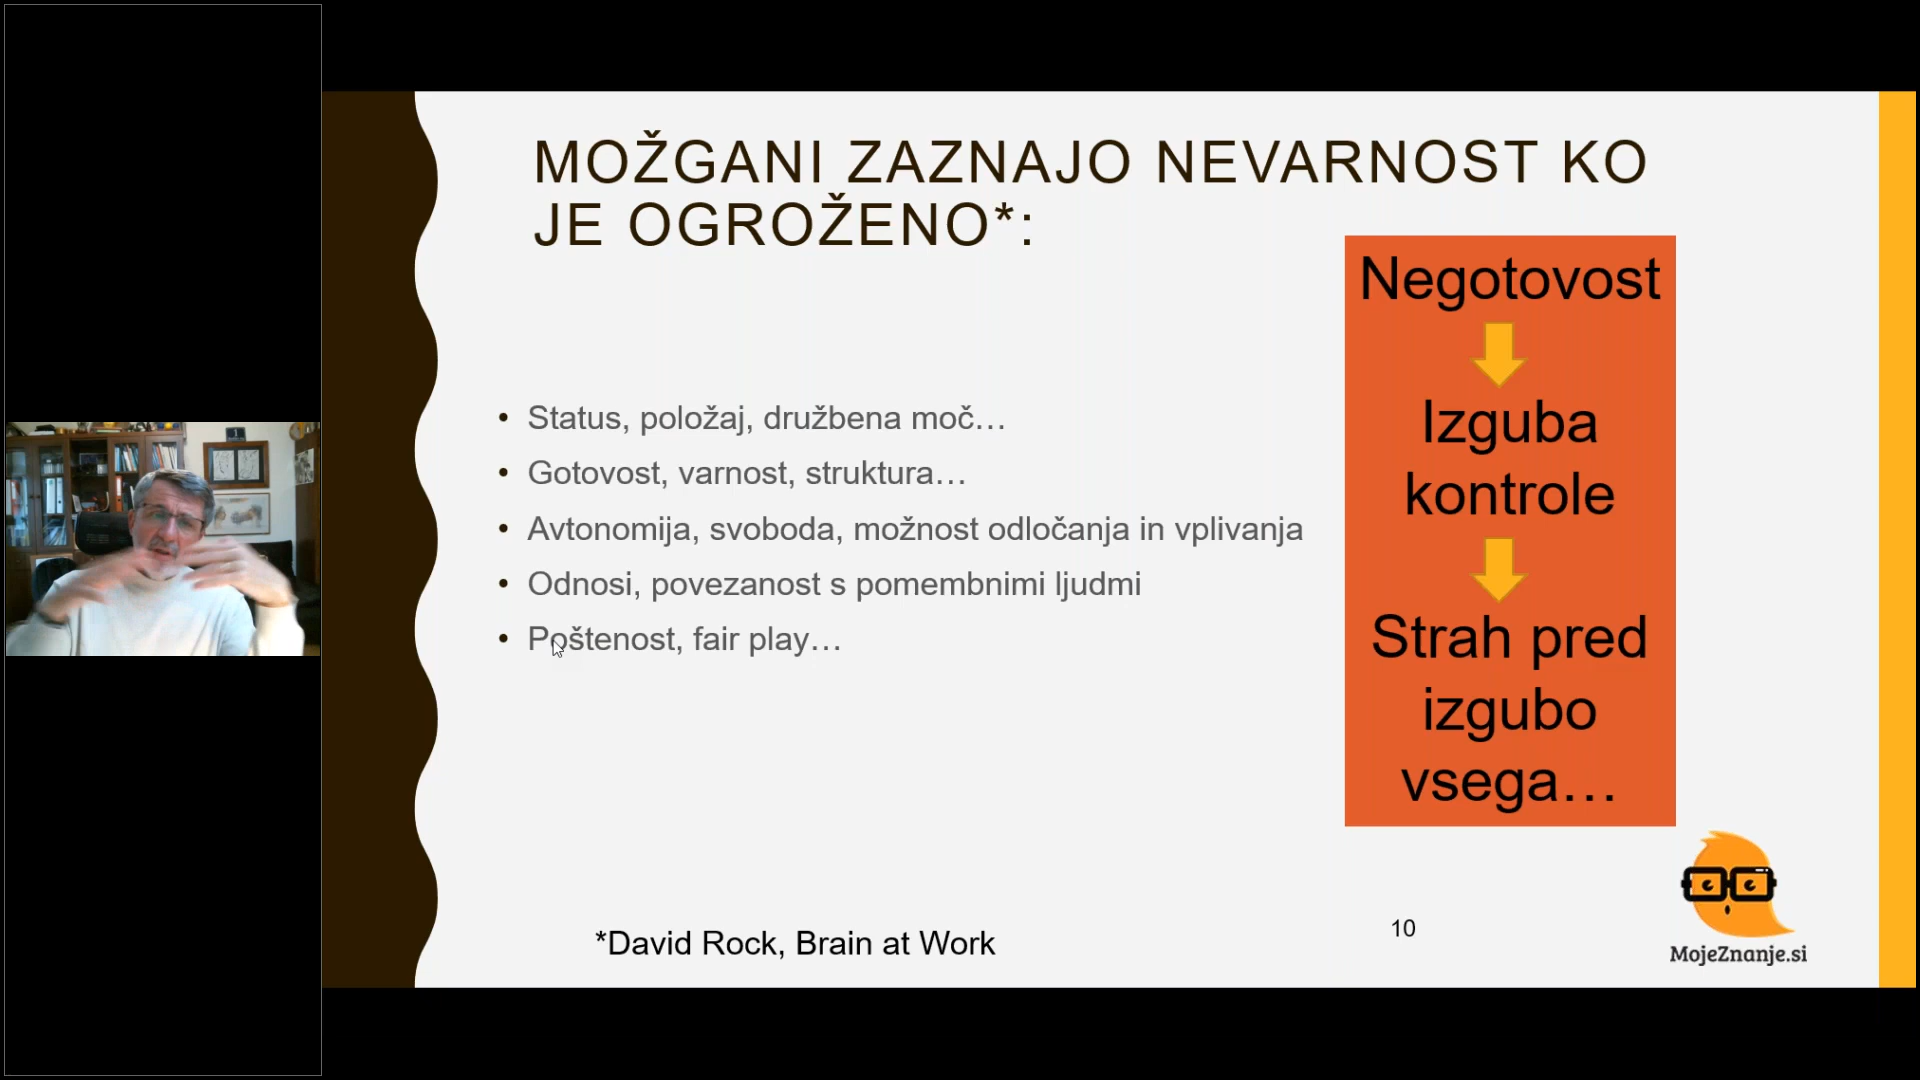 MOŽGANI ZAZNAJO NEVARNOST KO
JE OGROŽENO*:
• Status, položaj, družbena moč…
• Gotovost, varnost, struktura…
• Avtonomija, svoboda, možnost odločanja in vplivanja
• Odnosi, povezanost s pomembnimi ljudmi
• Poštenost, fair play…
Negotovost
Izguba
kontrole
Strah pred
izgubo
vsega…
*David Rock, Brain at Work
10
MojeZnanje.si